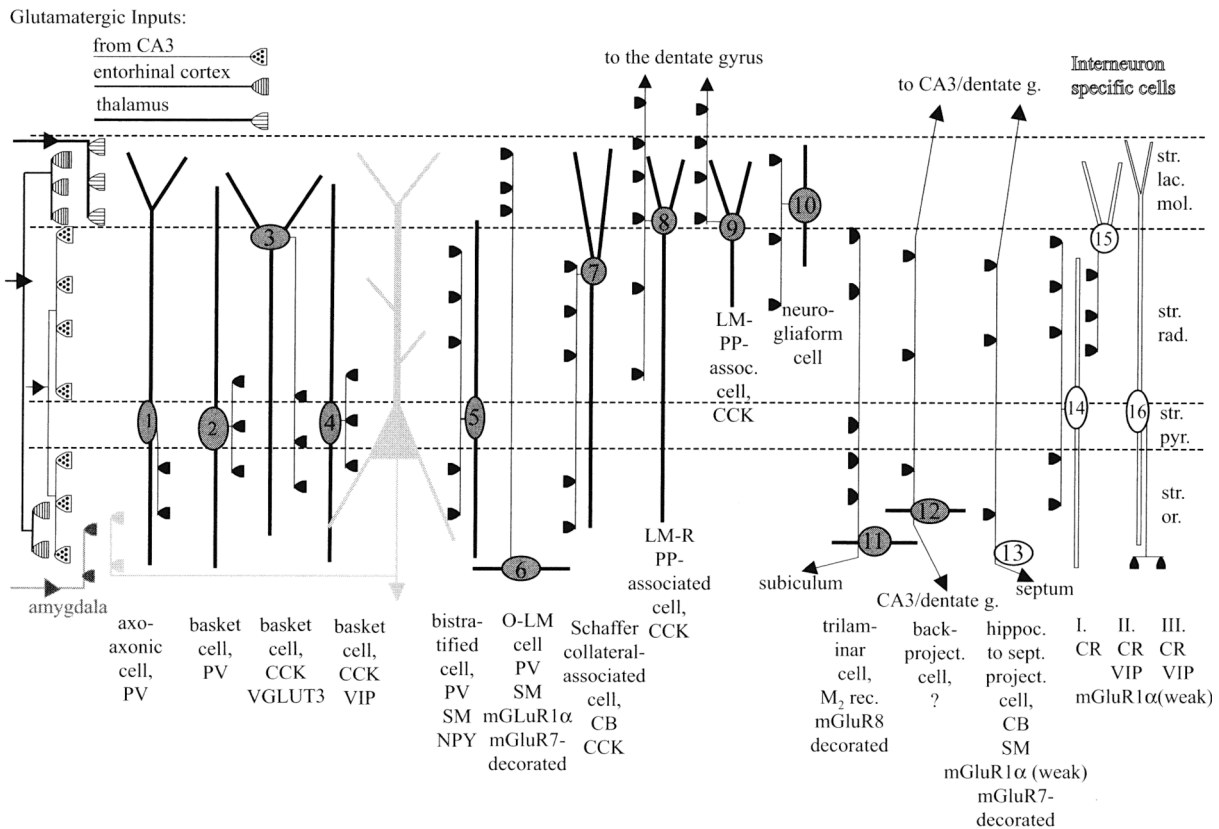 Glutamatergic Inputs:
from CA3
entorhinal cortex
thalamus
to the dentate gyrus
to CA3/dentate g.
Interneuron
specific cells
str.
lac.
mol.
str.
rad.
str.
pyr.
str.
or.
1
2
3
4
5
6
7
8
9
10
11
12
13
14
15
16
LM-
PP-
assoc.
cell,
CCK
neuro-
gliaform
cell
amygdala
subiculum
CA3/dentate g.
septum
axo-
axonic
cell,
PV
basket
cell,
PV
basket
cell,
CCK
VGLUT3
basket
cell,
CCK
VIP
bistra-
tified
cell,
PV
SM
NPY
O-LM
cell
PV
SM
mGLuR1α
mGluR7-
decorated
Schaffer
collateral-
associated
cell,
CB
CCK
LM-R
PP-
associated
cell,
CCK
trilam-
inar
cell,
M2 rec.
mGluR8
decorated
back-
project.
cell,
?
hippoc.
to sept.
project.
cell,
CB
SM
mGluR1α (weak)
mGluR7-
decorated
I.
CR
II.
CR
VIP
III.
CR
VIP
mGluR1α(weak)